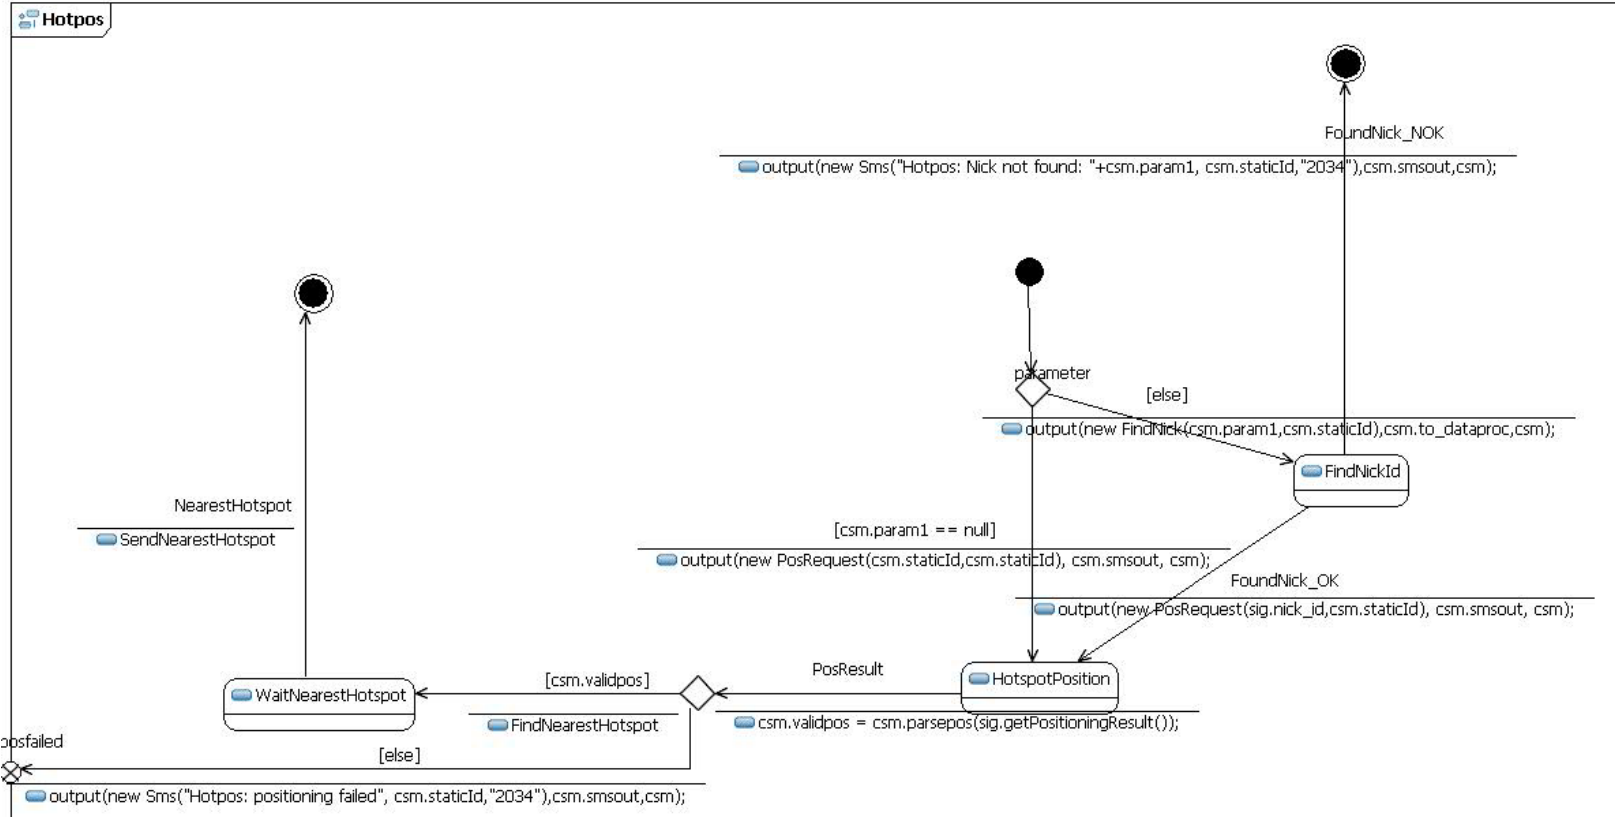 Hotpos
FoundNick_NOK
output(new Sms("Hotpos: Nick not found: "+csm.param1, csm.staticId,"2034"),csm.smsout,csm);
parameter
[else]
output(new FindNick(csm.param1,csm.staticId),csm.to_dataproc,csm);
FindNickId
NearestHotspot
SendNearestHotspot
[csm.param1 == null]
output(new PosRequest(csm.staticId,csm.staticId), csm.smsout, csm);
FoundNick_OK
output(new PosRequest(sig.nick_id,csm.staticId), csm.smsout, csm);
PosResult
HotspotPosition
[csm.validpos]
WaitNearestHotspot
FindNearestHotspot
csm.validpos = csm.parsepos(sig.getPositioningResult());
posfailed
[else]
output(new Sms("Hotpos: positioning failed", csm.staticId,"2034"),csm.smsout,csm);